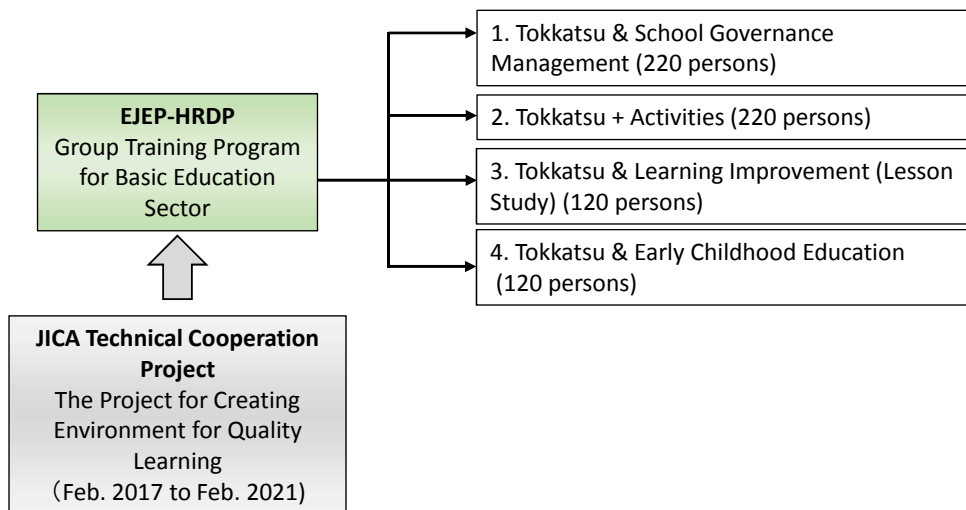 EJEP-HRDP
Group Training Program
for Basic Education
Sector
1. Tokkatsu & School Governance
Management (220 persons)
2. Tokkatsu + Activities (220 persons)
3. Tokkatsu & Learning Improvement (Lesson
Study) (120 persons)
4. Tokkatsu & Early Childhood Education
(120 persons)
JICA Technical Cooperation
Project
The Project for Creating
Environment for Quality
Learning
（Feb. 2017 to Feb. 2021)